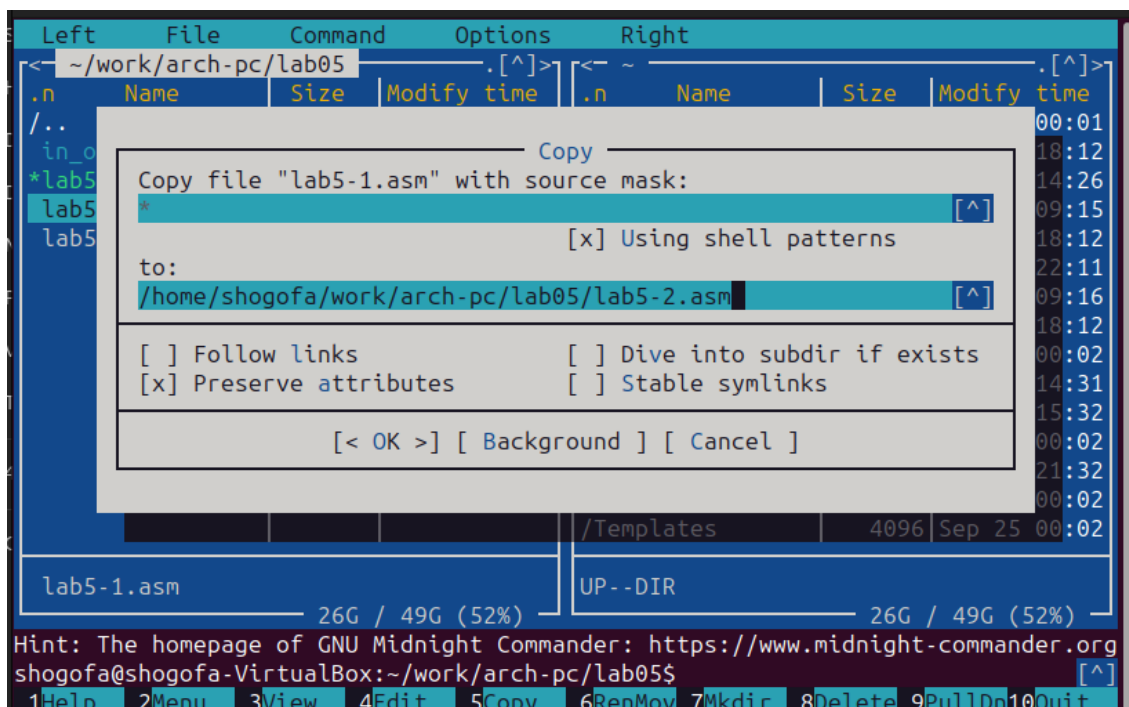 Left File Command Options Right
<─ ~/work/arch-pc/lab05 ─.[^]>
<─ ~ ─.[^]>
.n Name Size Modify time .n Name Size Modify time
/.. 00:01
in_o 18:12
*lab5 14:26
lab5 09:15
lab5 18:12
22:11
09:16
18:12
00:02
14:31
15:32
00:02
21:32
00:02
Copy
Copy file "lab5-1.asm" with source mask:
* [^]
[x] Using shell patterns
to:
/home/shogofa/work/arch-pc/lab05/lab5-2.asm [^]
[ ] Follow links [ ] Dive into subdir if exists
[x] Preserve attributes [ ] Stable symlinks
[< OK >] [ Background ] [ Cancel ]
/Templates 4096 Sep 25 00:02
lab5-1.asm UP--DIR
26G / 49G (52%) 26G / 49G (52%)
Hint: The homepage of GNU Midnight Commander: https://www.midnight-commander.org
shogofa@shogofa-VirtualBox:~/work/arch-pc/lab05$ [^]
1Help 2Menu 3View 4Edit 5Copy 6RenMov 7Mkdir 8Delete 9PullDn 10Quit